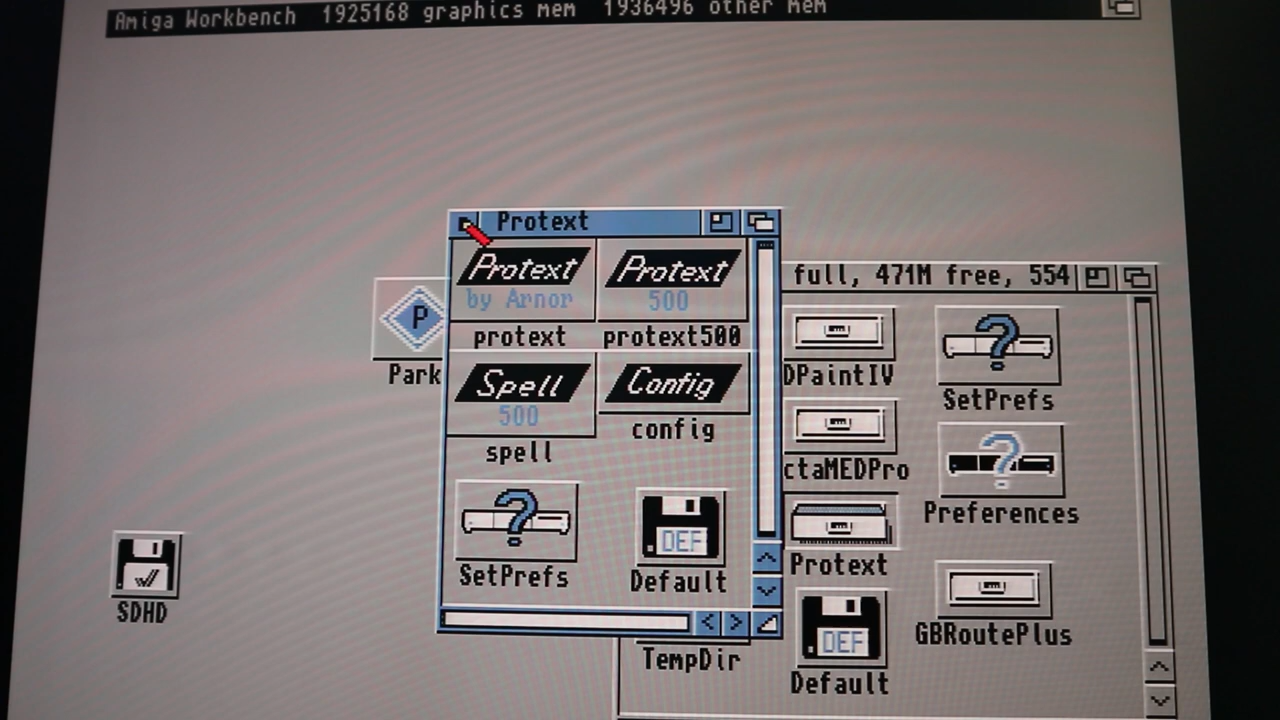 Amiga Workbench 1925168 graphics mem 1936496 other mem
Protext
Protext
by Arnor
protext
Protext
500
protext500
Spell
500
spell
Config
config
SetPrefs
DEF
Default
P
Park
SDHD
full, 471M free, 554
DPaintIV
SetPrefs
ctaMEDPro
Preferences
Protext
GBRoutePlus
TempDir
DEF
Default